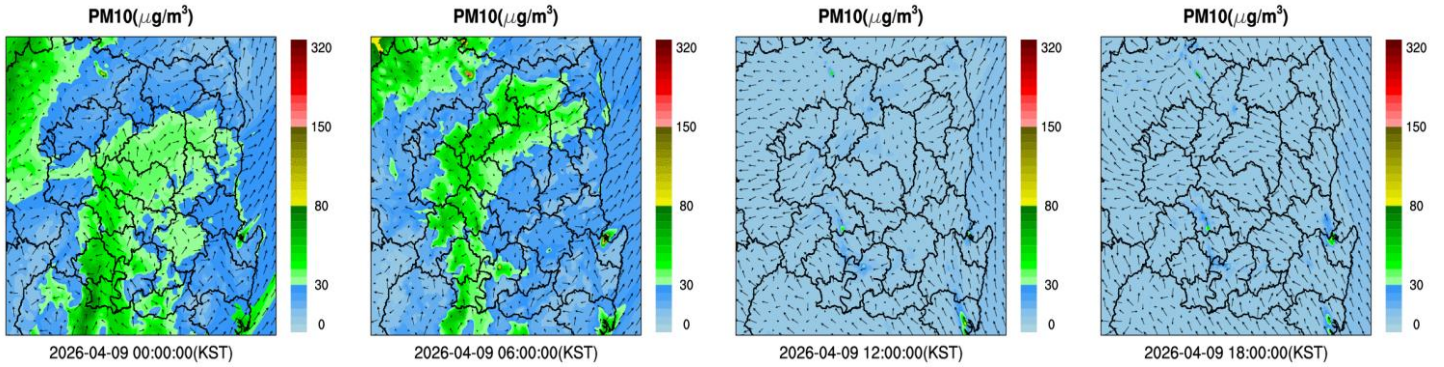 PM10(μg/m³) PM10(μg/m³) PM10(μg/m³) PM10(μg/m³)
320 320 320 320
150 150 150 150
80 80 80 80
30 30 30 30
0 0 0 0
2026-04-09 00:00:00(KST) 2026-04-09 06:00:00(KST) 2026-04-09 12:00:00(KST) 2026-04-09 18:00:00(KST)